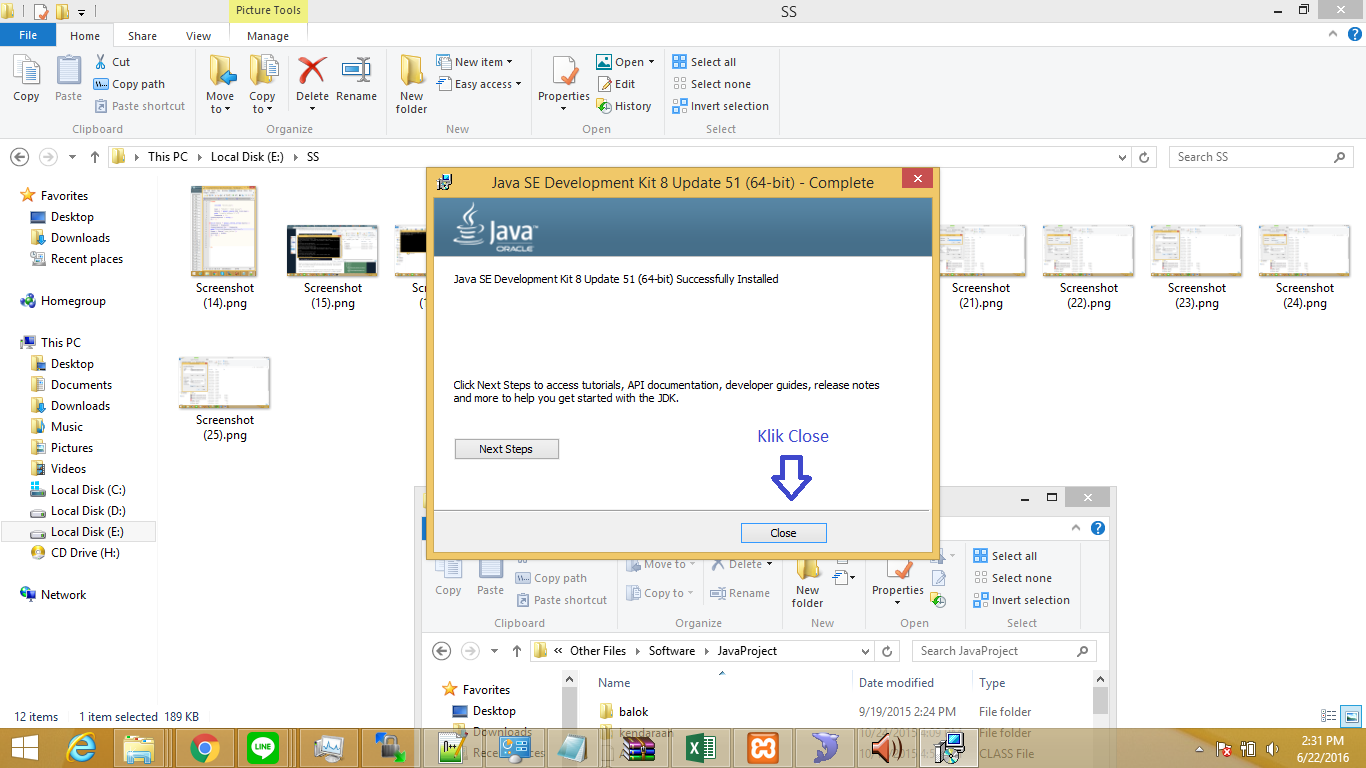 Picture Tools
SS
File
Home
Share
View
Manage
Copy
Paste
Cut
Copy path
Paste shortcut
Clipboard
Move to
Copy to
Delete
Rename
Organize
New folder
New item
Easy access
New
Properties
Open
Edit
History
Open
Select all
Select none
Invert selection
Select
This PC
Local Disk (E:)
SS
Search SS
Favorites
Desktop
Downloads
Recent places
Homegroup
This PC
Desktop
Documents
Downloads
Music
Pictures
Videos
Local Disk (C:)
Local Disk (D:)
Local Disk (E:)
CD Drive (H:)
Network
Screenshot
(14).png
Screenshot
(15).png
Screenshot
(21).png
Screenshot
(22).png
Screenshot
(23).png
Screenshot
(24).png
Screenshot
(25).png
Java SE Development Kit 8 Update 51 (64-bit) - Complete
Java™
ORACLE
Java SE Development Kit 8 Update 51 (64-bit) Successfully Installed
Click Next Steps to access tutorials, API documentation, developer guides, release notes
and more to help you get started with the JDK.
Next Steps
Klik Close
Close
Copy
Paste
Copy path
Paste shortcut
Clipboard
Move to
Copy to
Delete
Rename
Organize
New folder
New
Properties
Open
Select all
Select none
Invert selection
Select
« Other Files
Software
JavaProject
Search JavaProject
Favorites
Desktop
Downloads
Name
Date modified
Type
balok
9/19/2015 2:24 PM
File folder
kendaraan
File folder
CLASS File
12 items
1 item selected 189 KB
LINE
2:31 PM
6/22/2016